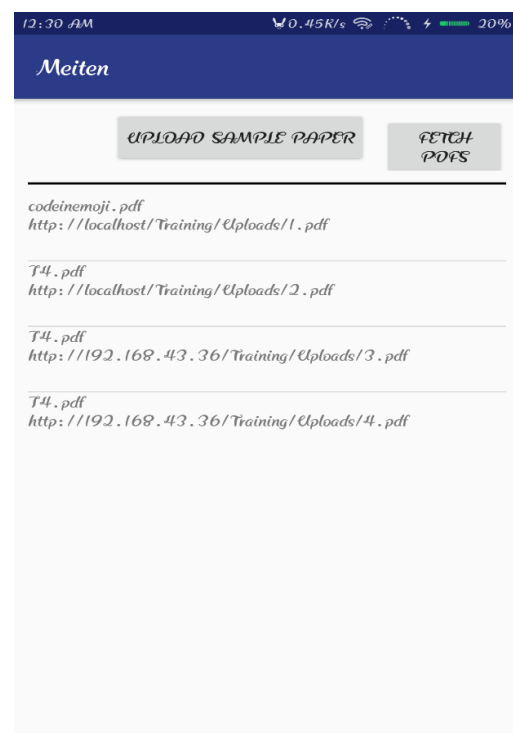 12:30 AM 0.45K/s 20%
Meiten
UPLOAD SAMPLE PAPER
FETCH
PDFS
codeinemoji.pdf
http://localhost/Training/Uploads/1.pdf
T4.pdf
http://localhost/Training/Uploads/2.pdf
T4.pdf
http://192.168.43.36/Training/Uploads/3.pdf
T4.pdf
http://192.168.43.36/Training/Uploads/4.pdf